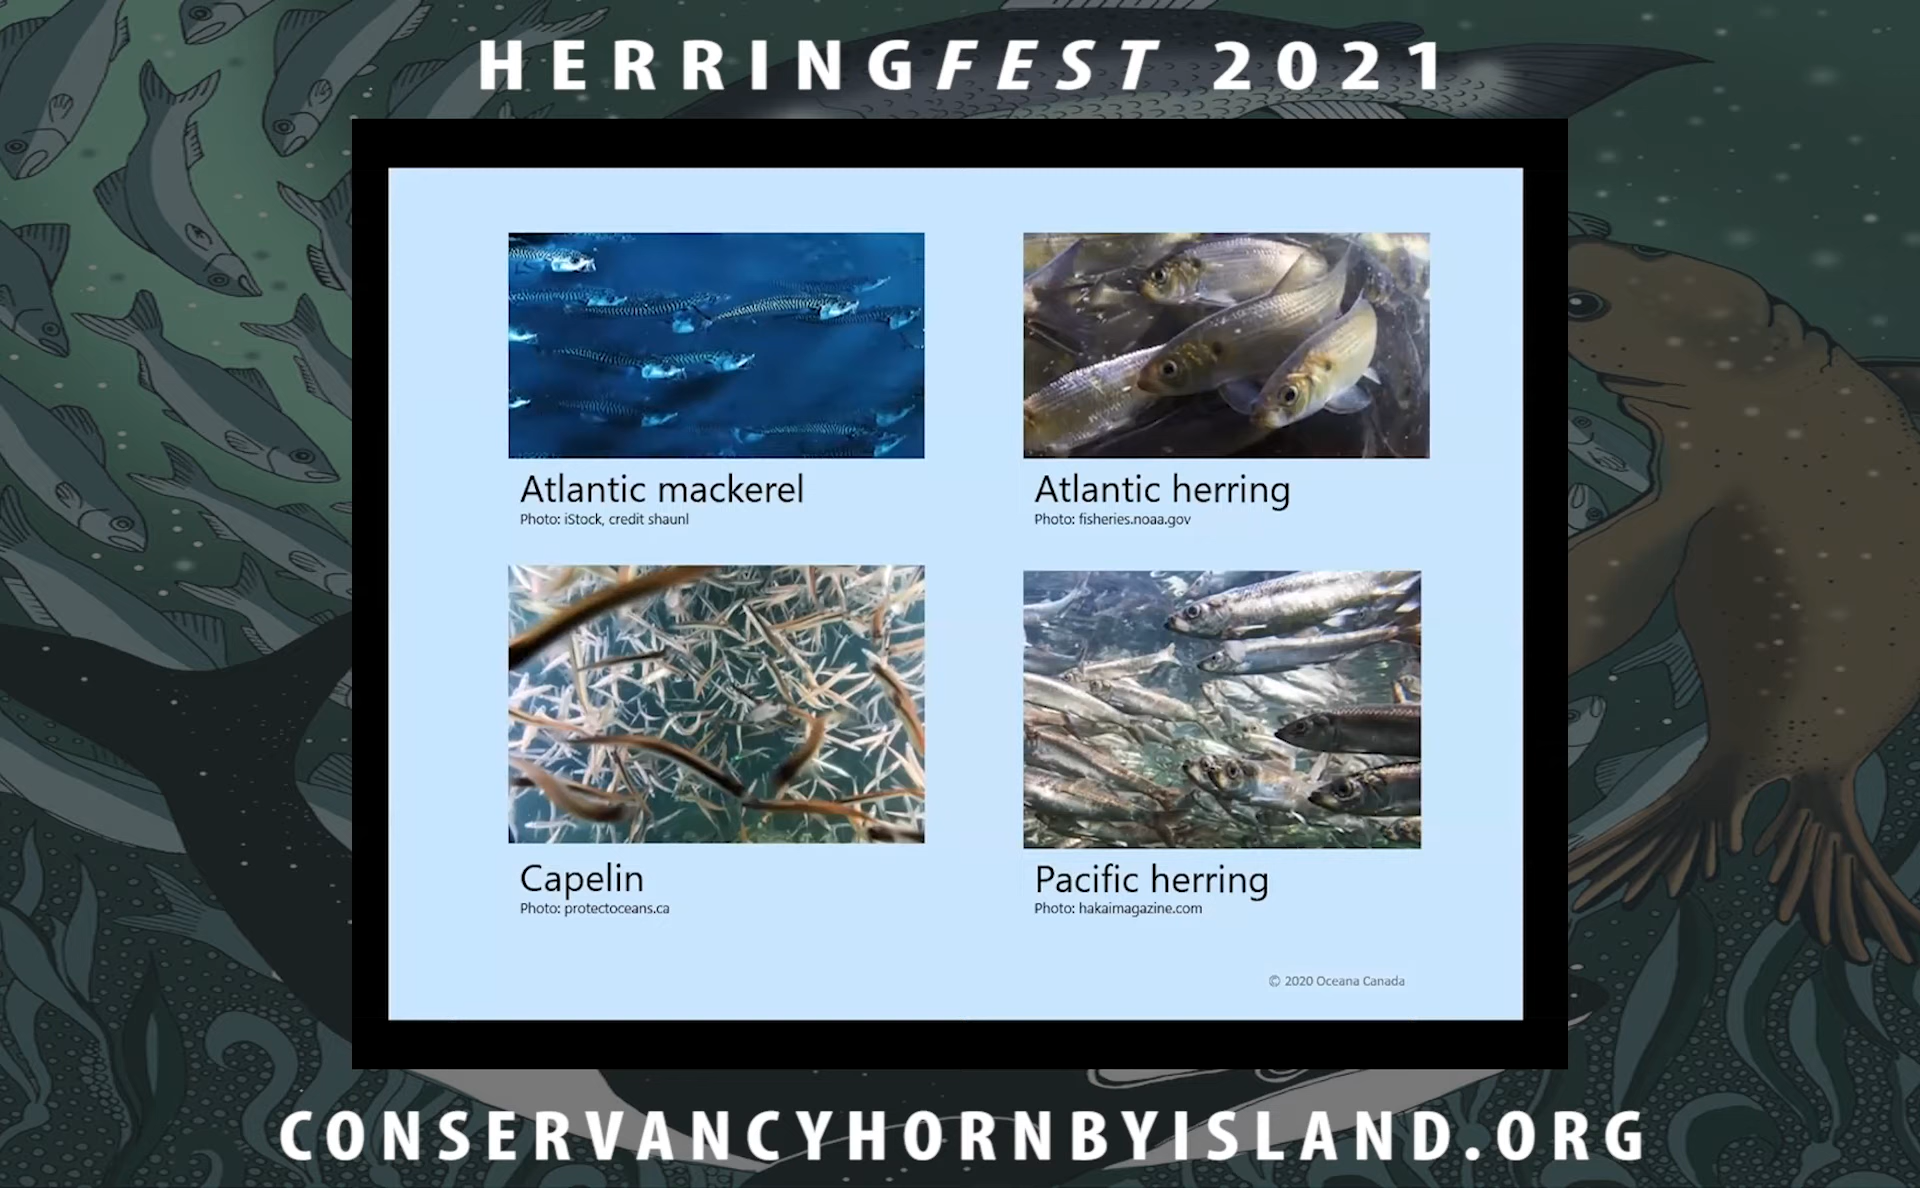 HERRINGFEST 2021
Atlantic mackerel
Photo: iStock, credit shaunl
Atlantic herring
Photo: fisheries.noaa.gov
Capelin
Photo: protectoceans.ca
Pacific herring
Photo: hakaimagazine.com
© 2020 Oceana Canada
CONSERVANCYHORNBYISLAND.ORG